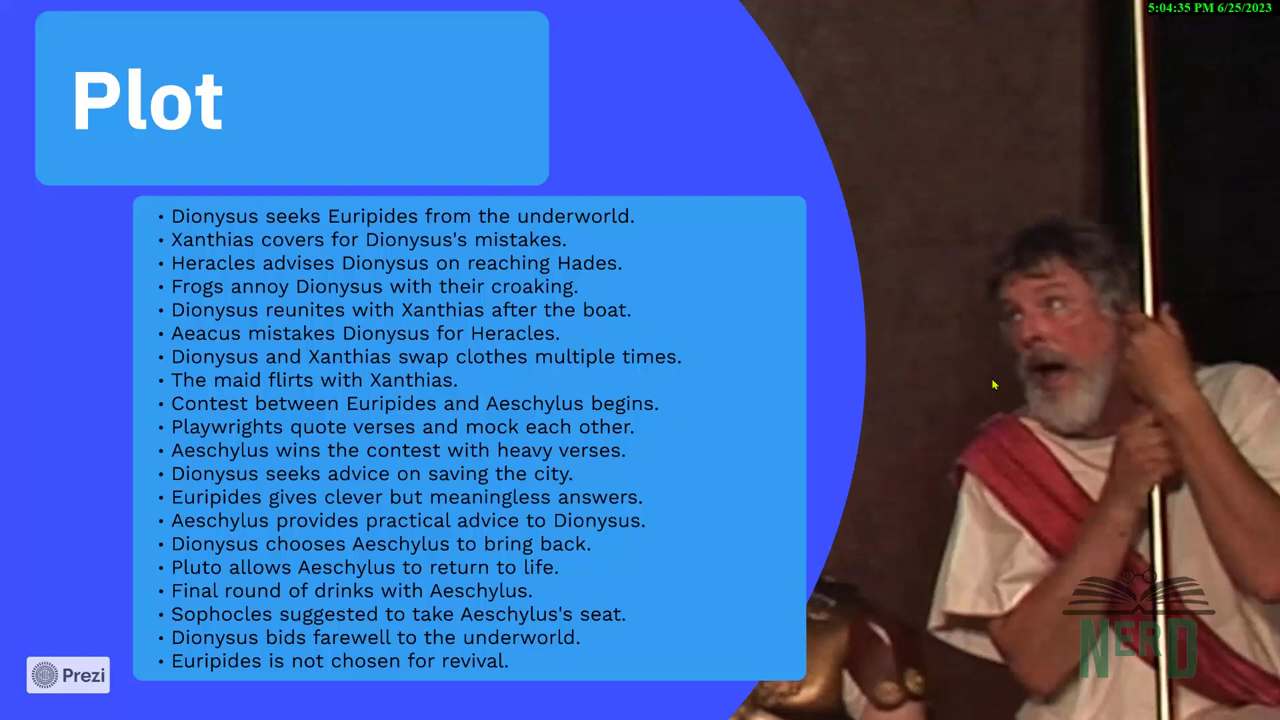 5:04:35 PM 6/25/2023
Plot
• Dionysus seeks Euripides from the underworld.
• Xanthias covers for Dionysus's mistakes.
• Heracles advises Dionysus on reaching Hades.
• Frogs annoy Dionysus with their croaking.
• Dionysus reunites with Xanthias after the boat.
• Aeacus mistakes Dionysus for Heracles.
• Dionysus and Xanthias swap clothes multiple times.
• The maid flirts with Xanthias.
• Contest between Euripides and Aeschylus begins.
• Playwrights quote verses and mock each other.
• Aeschylus wins the contest with heavy verses.
• Dionysus seeks advice on saving the city.
• Euripides gives clever but meaningless answers.
• Aeschylus provides practical advice to Dionysus.
• Dionysus chooses Aeschylus to bring back.
• Pluto allows Aeschylus to return to life.
• Final round of drinks with Aeschylus.
• Sophocles suggested to take Aeschylus's seat.
• Dionysus bids farewell to the underworld.
• Euripides is not chosen for revival.
Prezi
NerD